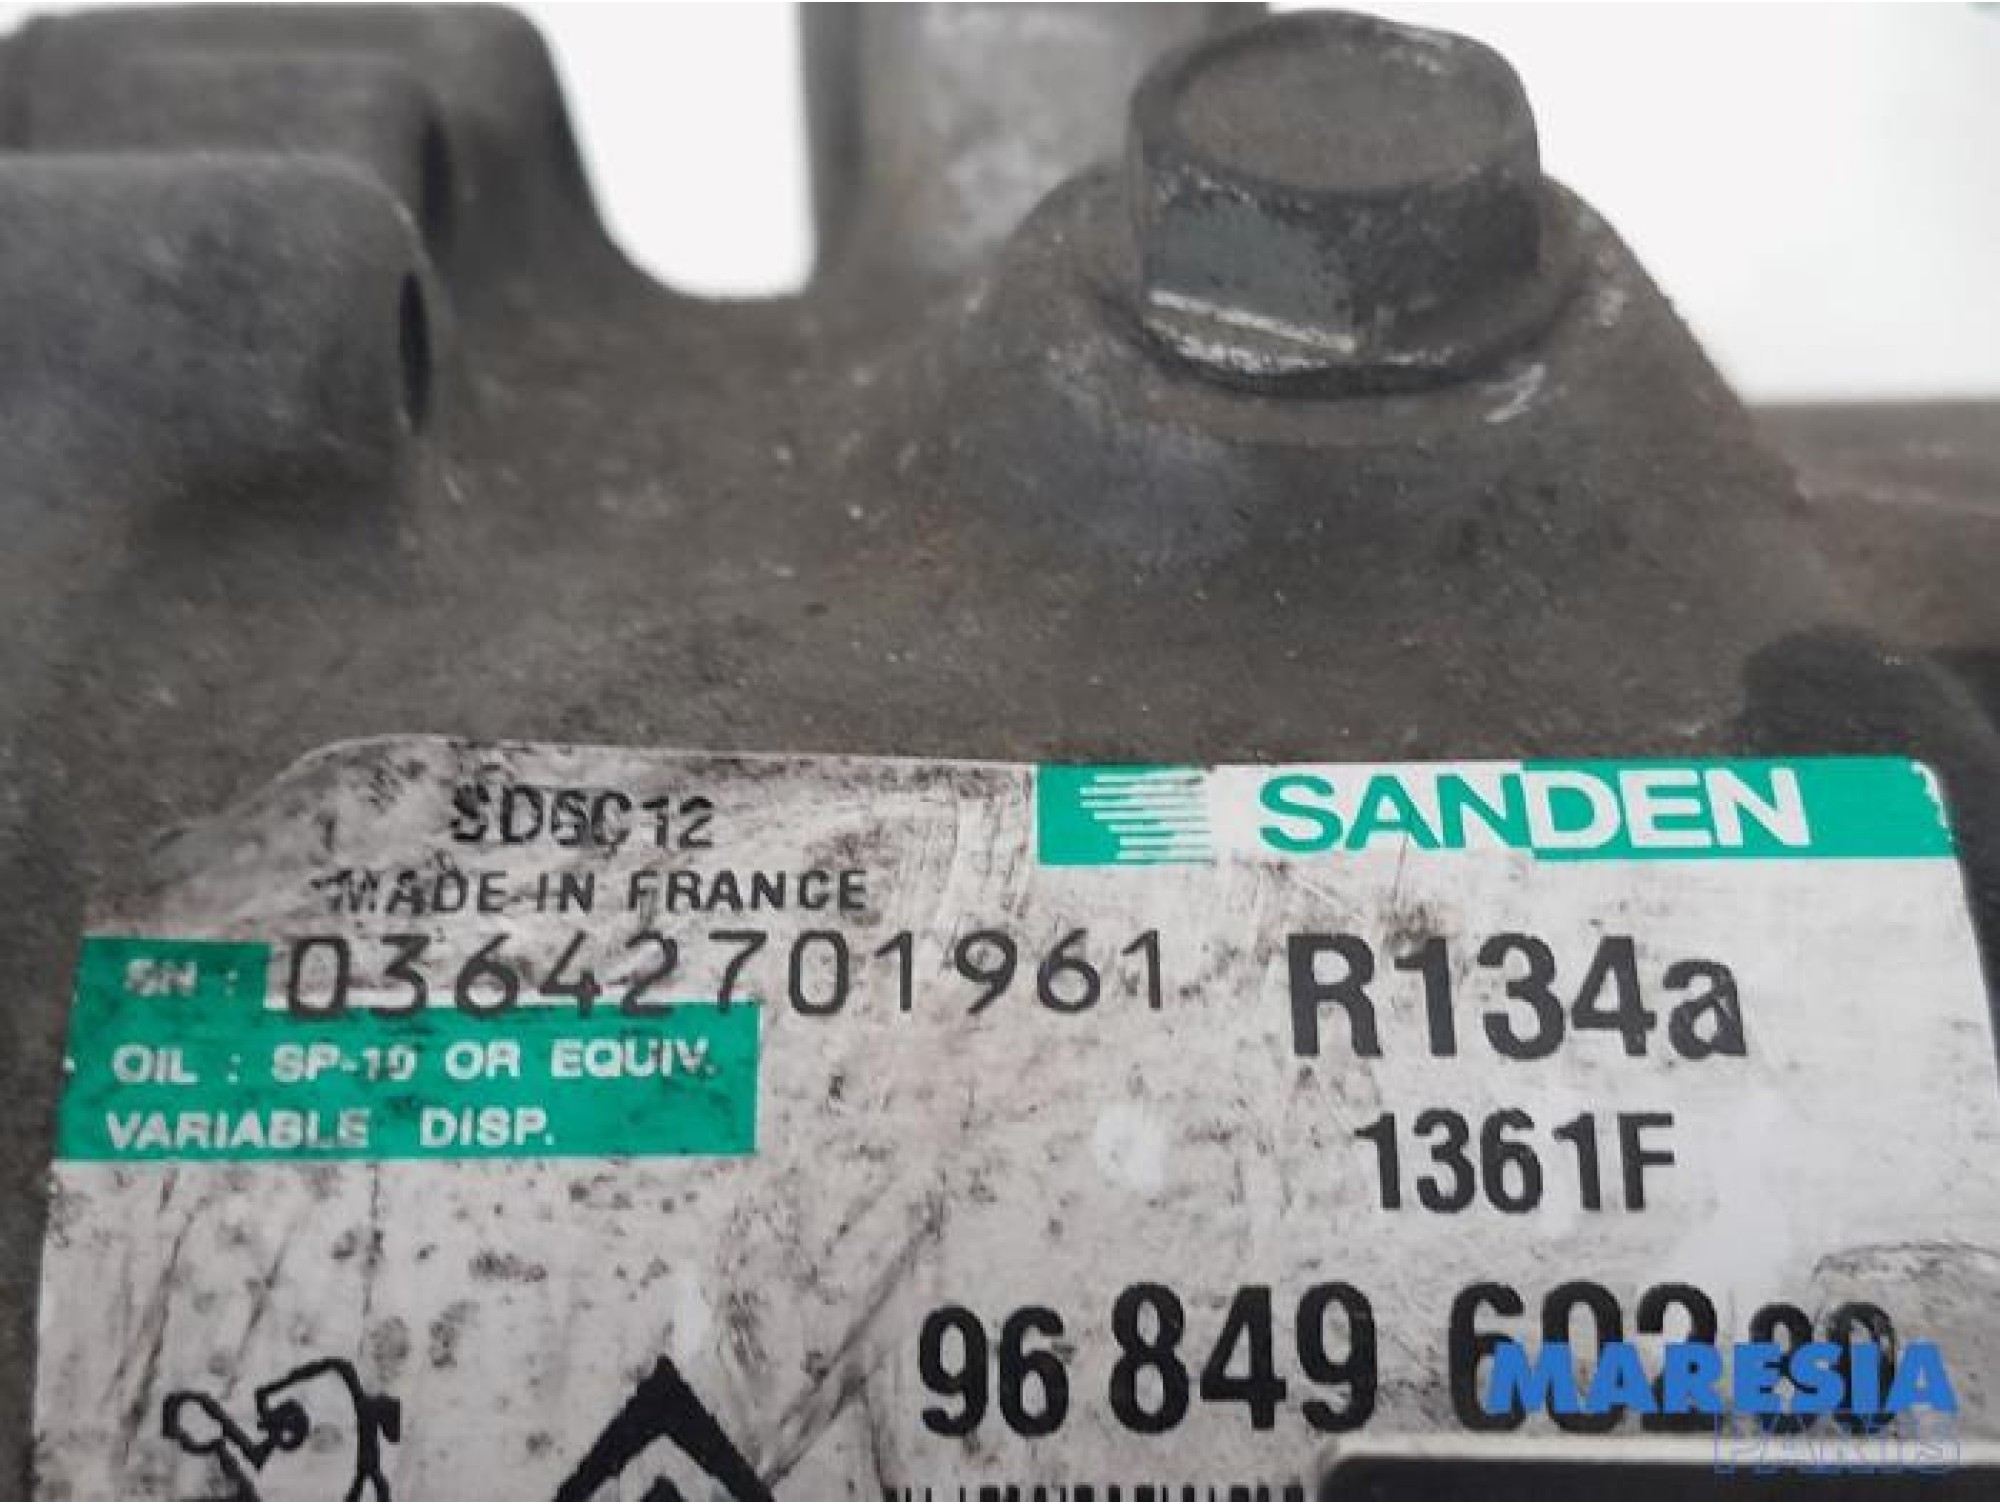 SD6C12
SANDEN
MADE IN FRANCE
SN : 03642701961
R134a
OIL : SP-10 OR EQUIV.
VARIABLE DISP.
1361F
96 849
MARESIA
PARTS